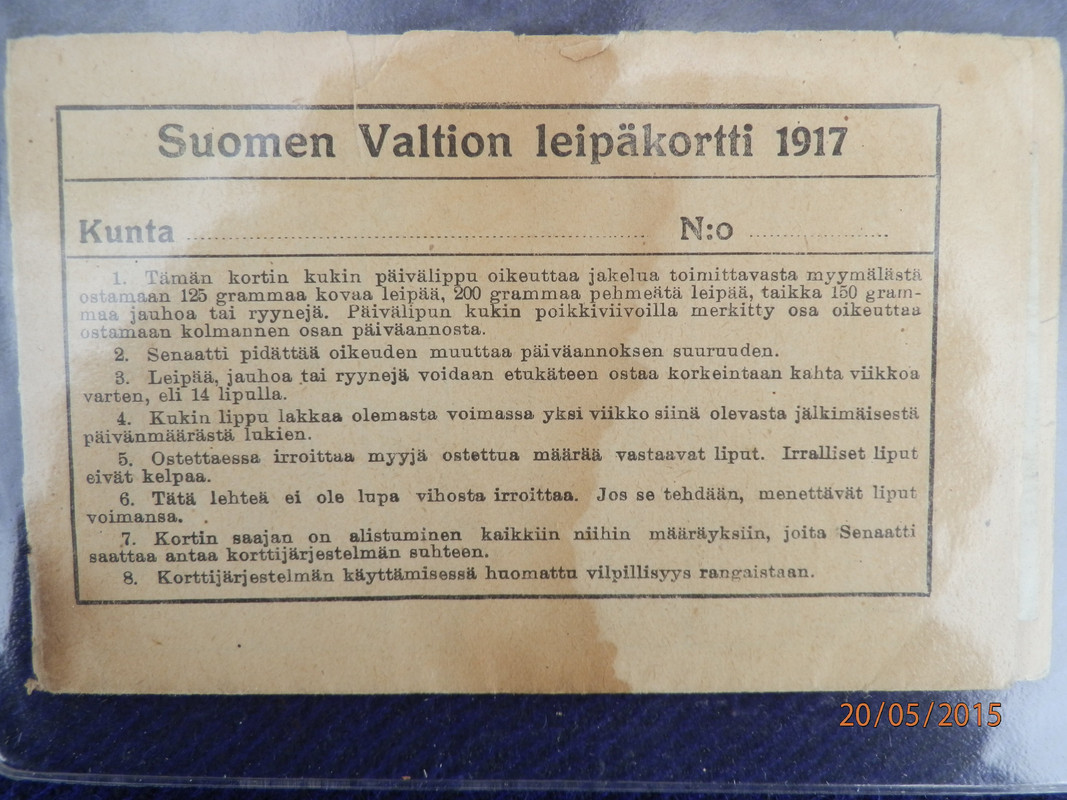 Suomen Valtion leipäkortti 1917
Kunta ........................................ N:o ....................
1. Tämän kortin kukin päivälippu oikeuttaa jakelua toimittavasta myymälästä
ostamaan 125 grammaa kovaa leipää, 200 grammaa pehmeätä leipää, taikka 150 gram-
maa jauhoa tai ryynejä. Päivälipun kukin poikkiviivoilla merkitty osa oikeuttaa
ostamaan kolmannen osan päiväannosta.
2. Senaatti pidättää oikeuden muuttaa päiväannoksen suuruuden.
3. Leipää, jauhoa tai ryynejä voidaan etukäteen ostaa korkeintaan kahta viikkoa
varten, eli 14 lipulla.
4. Kukin lippu lakkaa olemasta voimassa yksi viikko siinä olevasta jälkimäisestä
päivänmäärästä lukien.
5. Ostettaessa irroittaa myyjä ostettua määrää vastaavat liput. Irralliset liput
eivät kelpaa.
6. Tätä lehteä ei ole lupa vihosta irroittaa. Jos se tehdään, menettävät liput
voimansa.
7. Kortin saajan on alistuminen kaikkiin niihin määräyksiin, joita Senaatti
saattaa antaa korttijärjestelmän suhteen.
8. Korttijärjestelmän käyttämisessä huomattu vilpillisyys rangaistaan.
20/05/2015